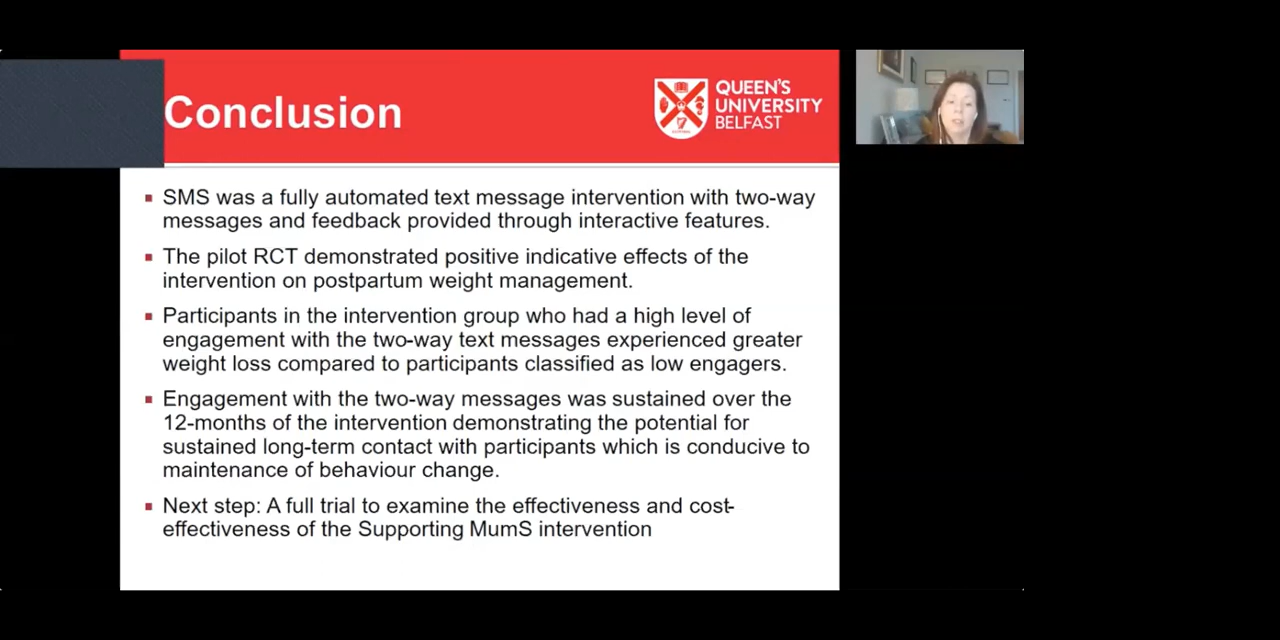 Conclusion
QUEEN'S
UNIVERSITY
BELFAST
SMS was a fully automated text message intervention with two-way
messages and feedback provided through interactive features.
The pilot RCT demonstrated positive indicative effects of the
intervention on postpartum weight management.
Participants in the intervention group who had a high level of
engagement with the two-way text messages experienced greater
weight loss compared to participants classified as low engagers.
Engagement with the two-way messages was sustained over the
12-months of the intervention demonstrating the potential for
sustained long-term contact with participants which is conducive to
maintenance of behaviour change.
Next step: A full trial to examine the effectiveness and cost-
effectiveness of the Supporting MumS intervention